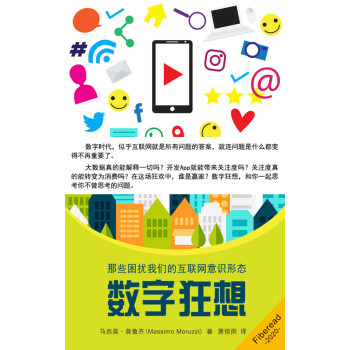 数字时代，似乎互联网就是所有问题的答案，就连问题是什么都变
得不再重要了。
大数据真的能解释一切吗？开发App就能带来关注度吗？关注度真
的能转变为消费吗？在这场狂欢中，谁是赢家？数字狂想，和你一起思
考你不曾思考的问题。
那些困扰我们的互联网意识形态
数字狂想
马西莫·莫鲁齐（Massimo Moruzzi）著 萧恒刚 译
Fiberead
-2020-